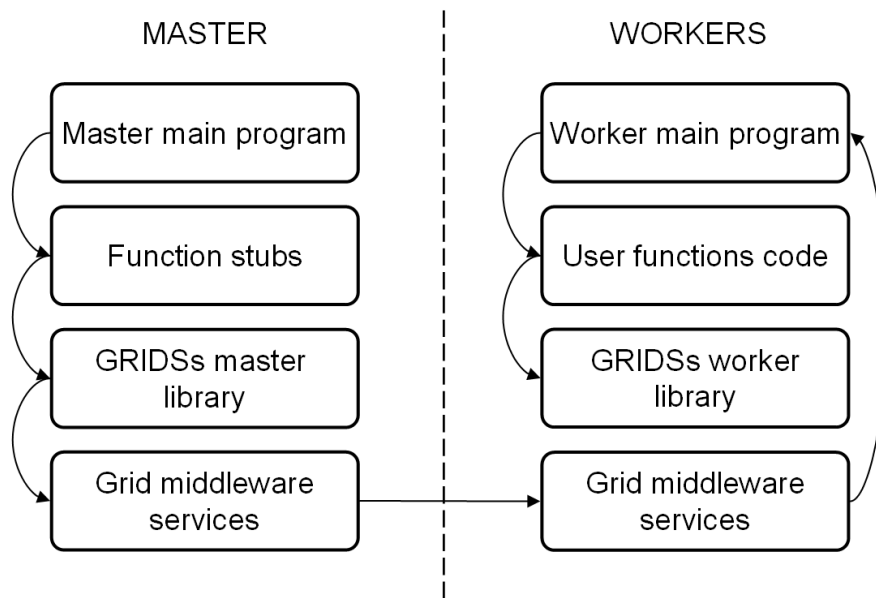 MASTER
WORKERS
Master main program
Worker main program
Function stubs
User functions code
GRIDSs master
library
GRIDSs worker
library
Grid middleware
services
Grid middleware
services